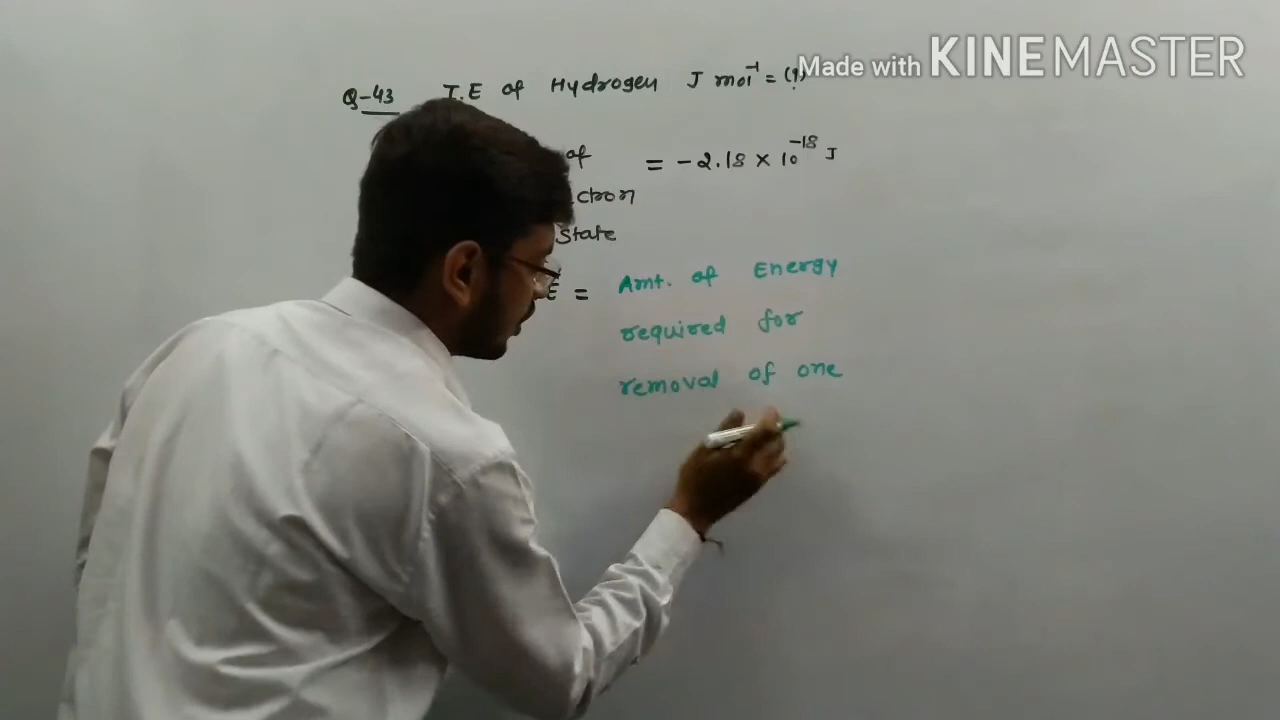 Made with KINEMASTER
Q-43 I.E of Hydrogen J mol⁻¹ = (?)
of = -2.18 × 10⁻¹⁸ J
ctron
State
E = Amt. of Energy
required for
removal of one